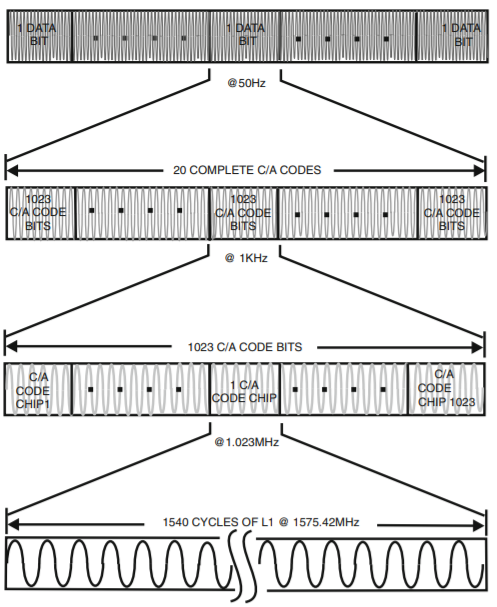 1 DATA
BIT
1 DATA
BIT
1 DATA
BIT
@50Hz
20 COMPLETE C/A CODES
1023
C/A CODE
BITS
1023
C/A CODE
BITS
1023
C/A CODE
BITS
@ 1KHz
1023 C/A CODE BITS
C/A
CODE
CHIP1
1 C/A
CODE CHIP
C/A
CODE
CHIP 1023
@1.023MHz
1540 CYCLES OF L1 @ 1575.42MHz